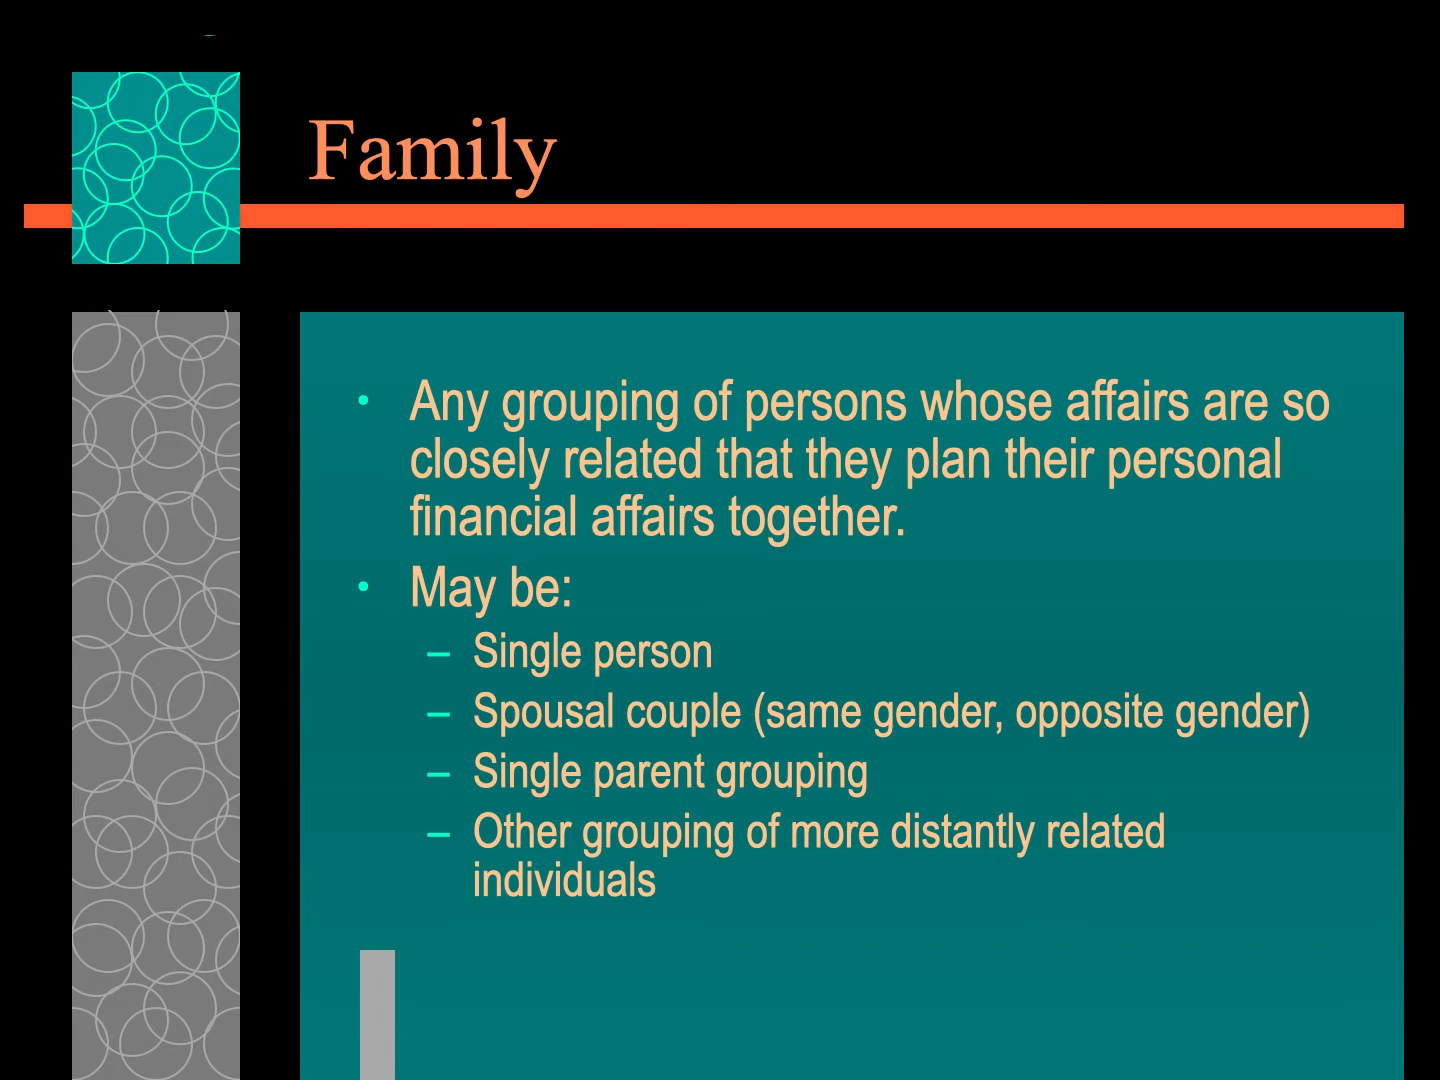 Family
• Any grouping of persons whose affairs are so
closely related that they plan their personal
financial affairs together.
• May be:
– Single person
– Spousal couple (same gender, opposite gender)
– Single parent grouping
– Other grouping of more distantly related
individuals